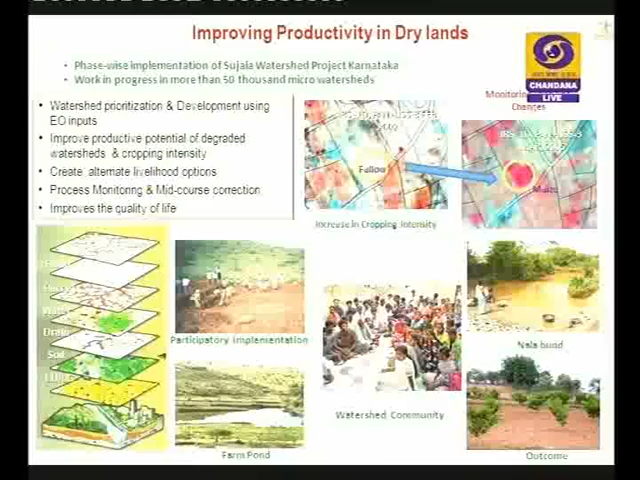 Improving Productivity in Dry lands
• Phase-wise implementation of Sujala Watershed Project Karnataka
• Work in progress in more than 50 thousand micro watersheds
CHANDANA
LIVE
Monitoring
Changes
• Watershed prioritization & Development using
EO inputs
• Improve productive potential of degraded
watersheds & cropping intensity
• Create alternate livelihood options
• Process Monitoring & Mid-course correction
• Improves the quality of life
Fallow
Maize
Increase in Cropping Intensity
Water
Drain
Soil
Participatory Implementation
Nala bund
Watershed Community
Farm Pond
Outcome